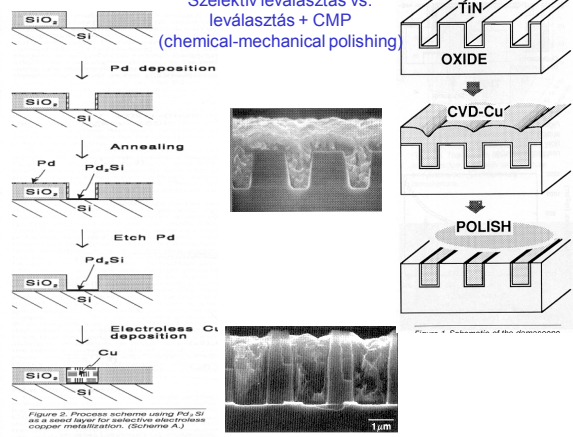 Szelektív leválasztás vs.
leválasztás + CMP
(chemical-mechanical polishing)
SiO₂
Si
Pd deposition
SiO₂
Si
Annealing
Pd
Pd₂Si
SiO₂
Si
Etch Pd
Pd₂Si
SiO₂
Si
Electroless Cu
deposition
Cu
SiO₂
Si
Figure 2. Process scheme using Pd₂Si
as a seed layer for selective electroless
copper metallization. (Scheme A.)
1µm
TiN
OXIDE
CVD-Cu
POLISH